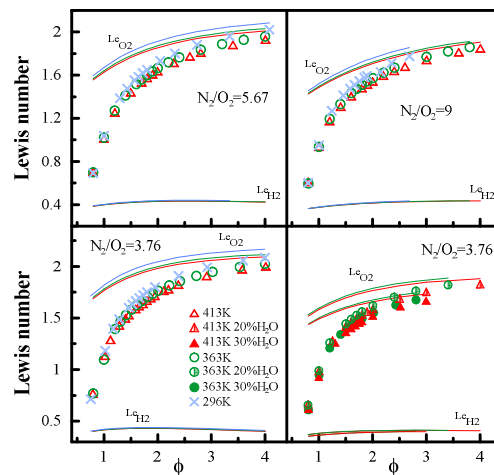 Lewis number
2
1.6
1.2
0.8
0.4
Le_O2
N₂/O₂=5.67
Le_H2
Le_O2
N₂/O₂=9
Le_H2
Lewis number
2
1.5
1
0.5
N₂/O₂=3.76
Le_O2
413K
413K 20%H₂O
413K 30%H₂O
363K
363K 20%H₂O
363K 30%H₂O
296K
Le_H2
N₂/O₂=3.76
Le_O2
Le_H2
1 2 3 4
1 2 3 4
ϕ ϕ